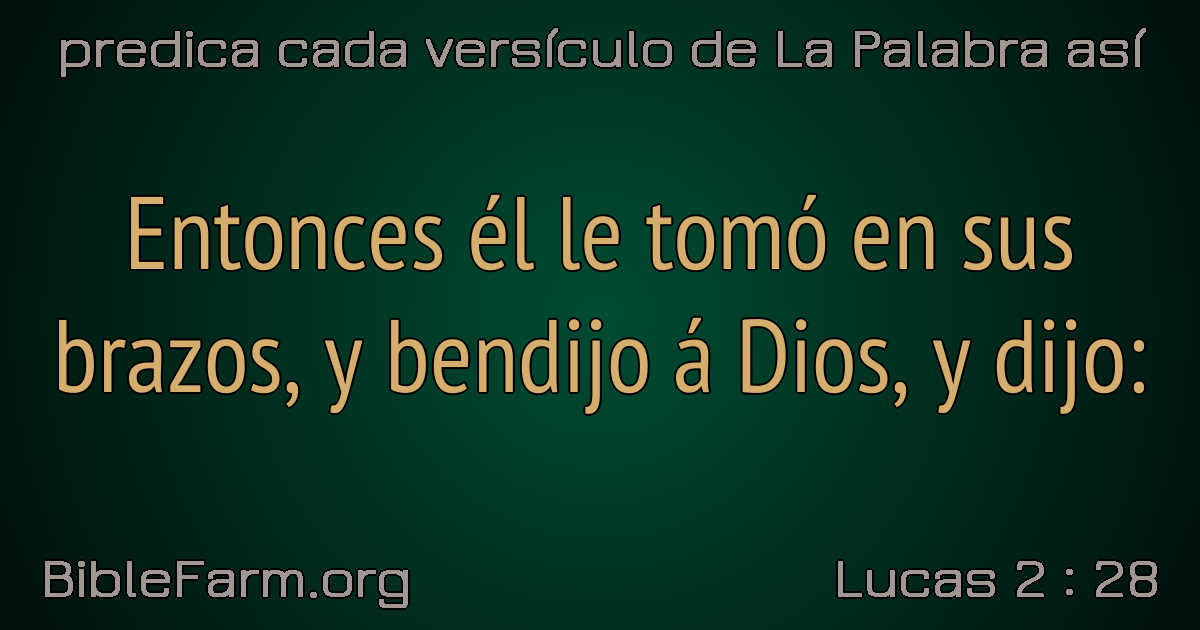 predica cada versículo de La Palabra así
Entonces él le tomó en sus
brazos, y bendijo á Dios, y dijo:
BibleFarm.org
Lucas 2 : 28